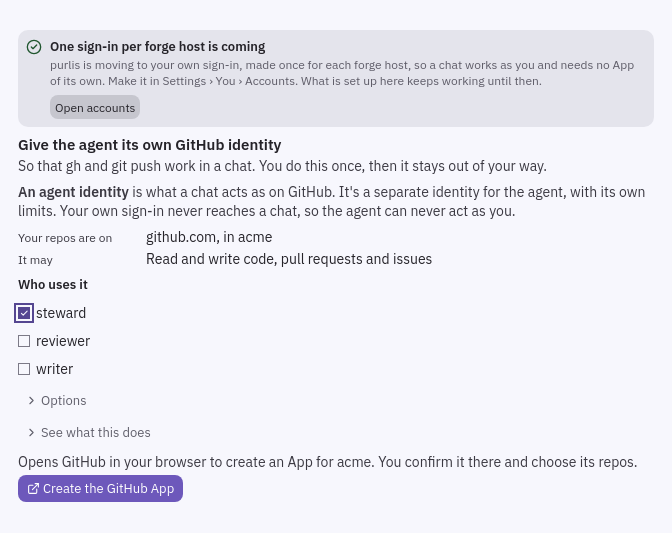 One sign-in per forge host is coming
purlis is moving to your own sign-in, made once for each forge host, so a chat works as you and needs no App
of its own. Make it in Settings › You › Accounts. What is set up here keeps working until then.
Open accounts
Give the agent its own GitHub identity
So that gh and git push work in a chat. You do this once, then it stays out of your way.
An agent identity is what a chat acts as on GitHub. It's a separate identity for the agent, with its own
limits. Your own sign-in never reaches a chat, so the agent can never act as you.
Your repos are on github.com, in acme
It may Read and write code, pull requests and issues
Who uses it
steward
reviewer
writer
Options
See what this does
Opens GitHub in your browser to create an App for acme. You confirm it there and choose its repos.
Create the GitHub App